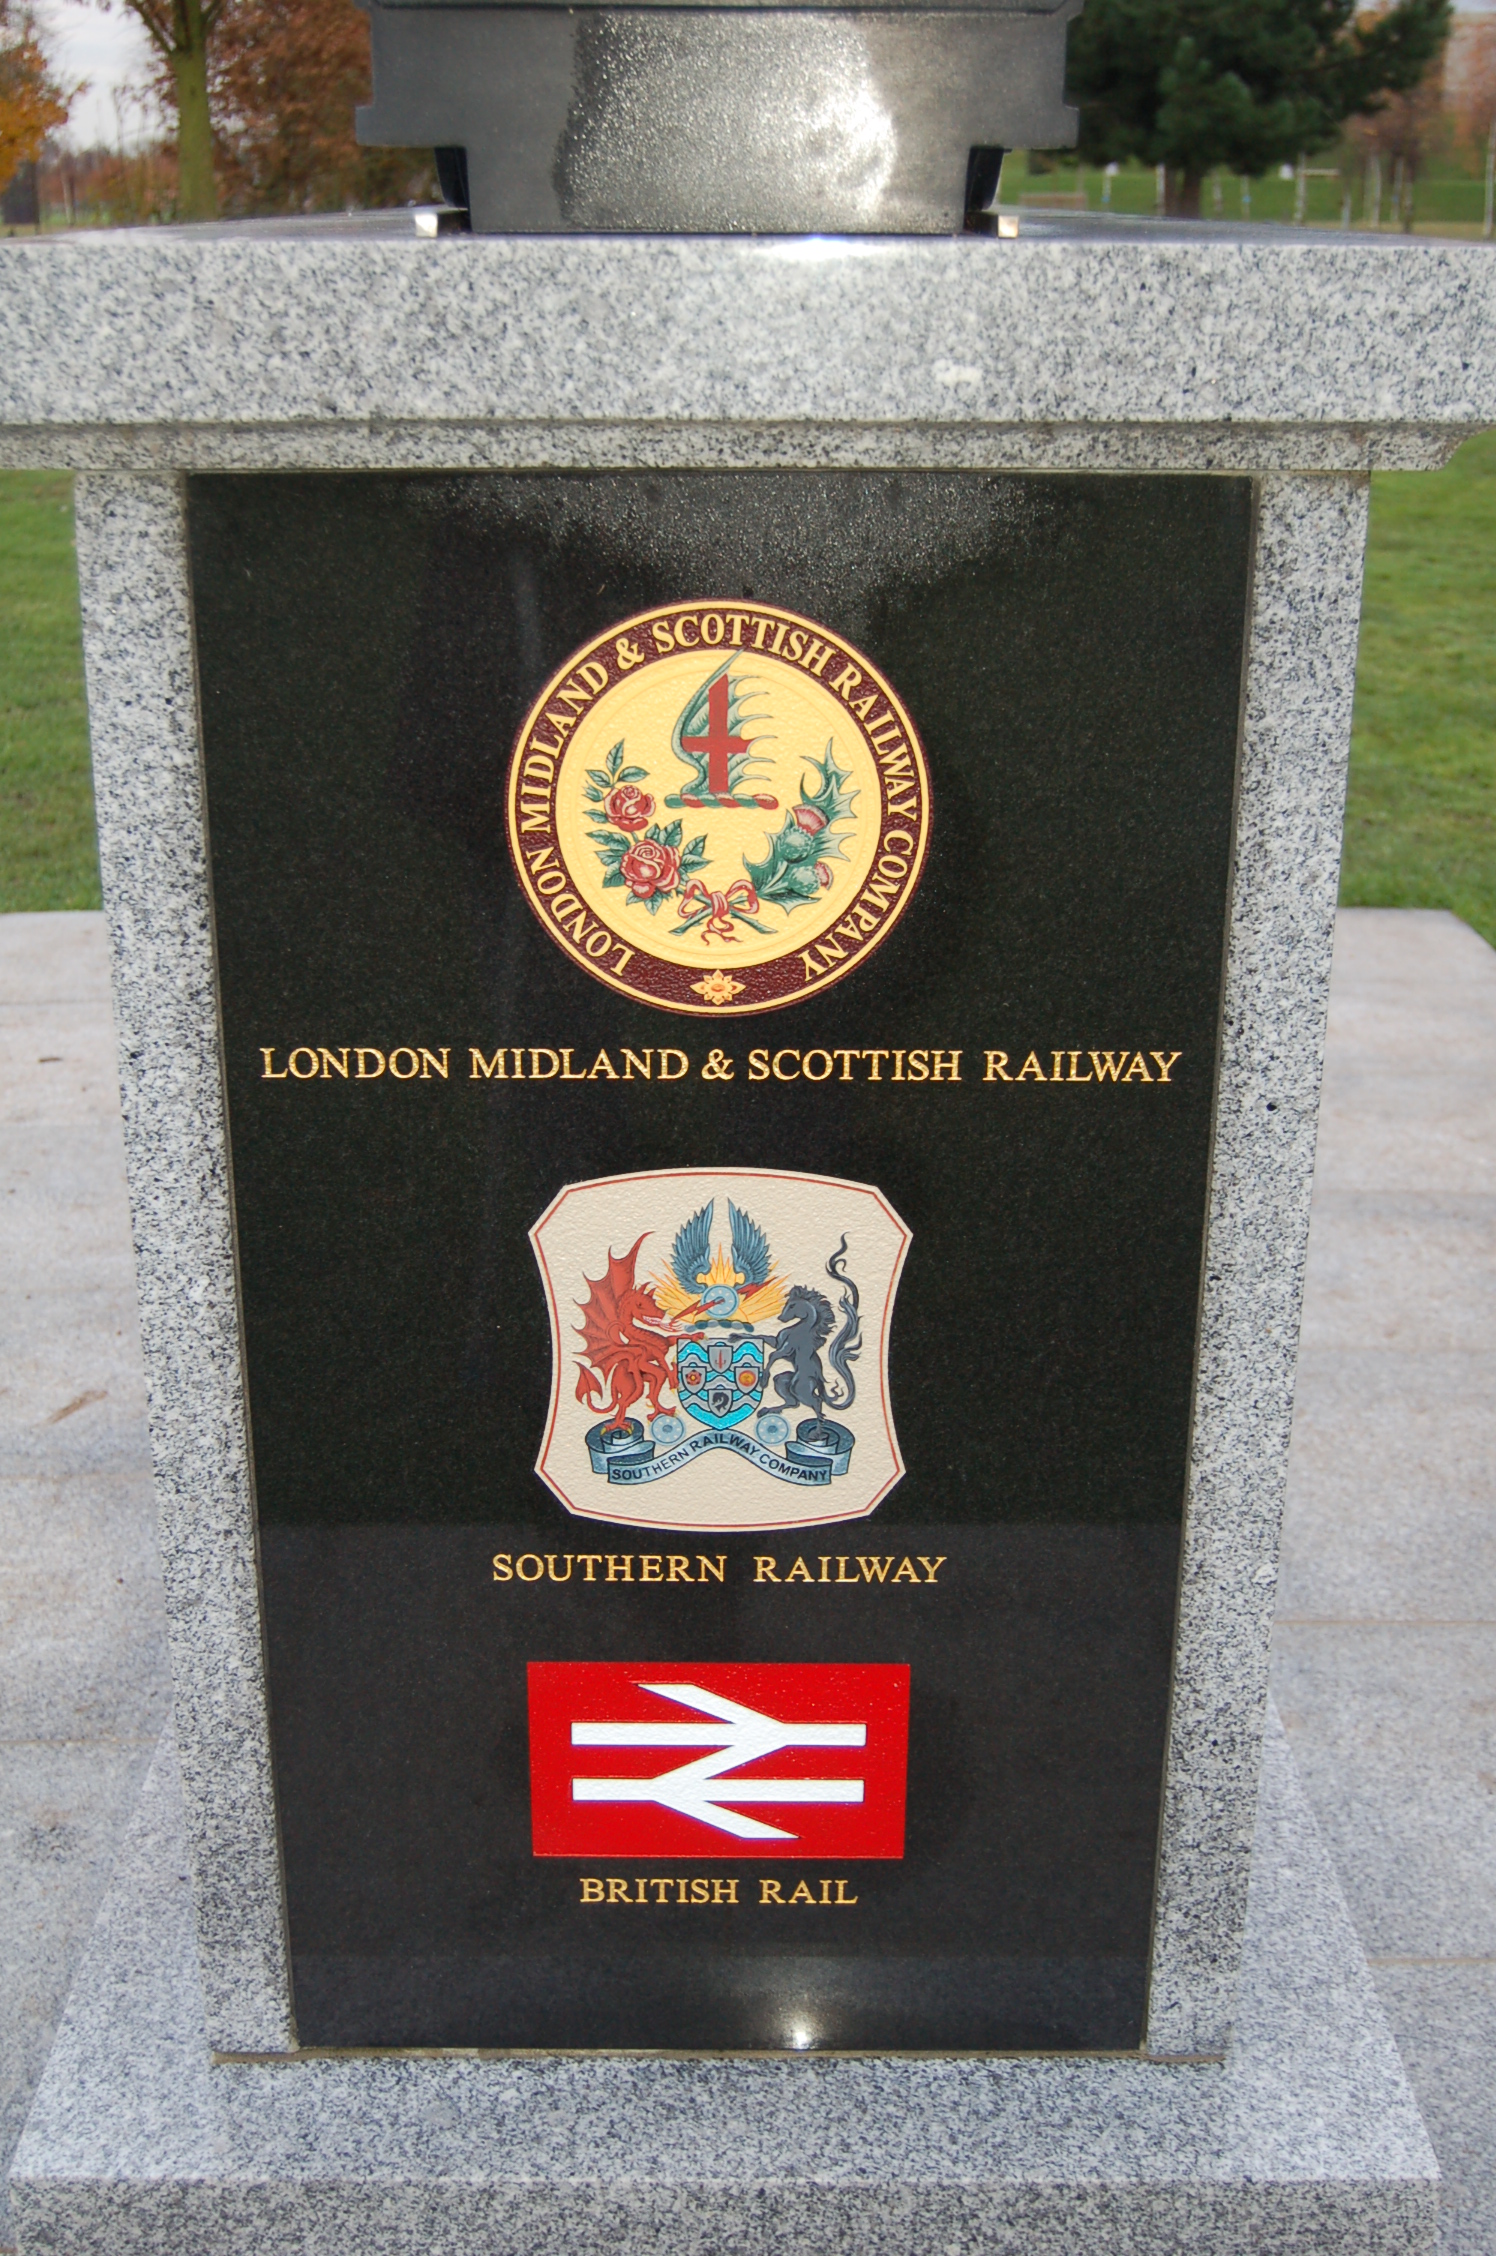 LONDON MIDLAND & SCOTTISH RAILWAY COMPANY
LONDON MIDLAND & SCOTTISH RAILWAY
SOUTHERN RAILWAY COMPANY
SOUTHERN RAILWAY
BRITISH RAIL